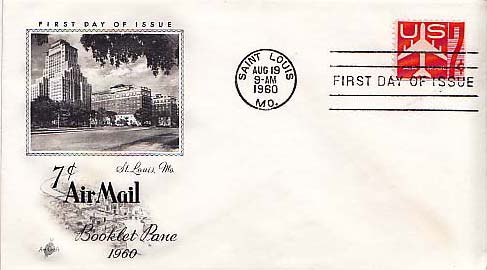 FIRST DAY OF ISSUE
St. Louis, Mo.
7¢
Air Mail
Booklet Pane
1960
SAINT LOUIS
AUG 19
9-AM
1960
MO.
US
FIRST DAY OF ISSUE